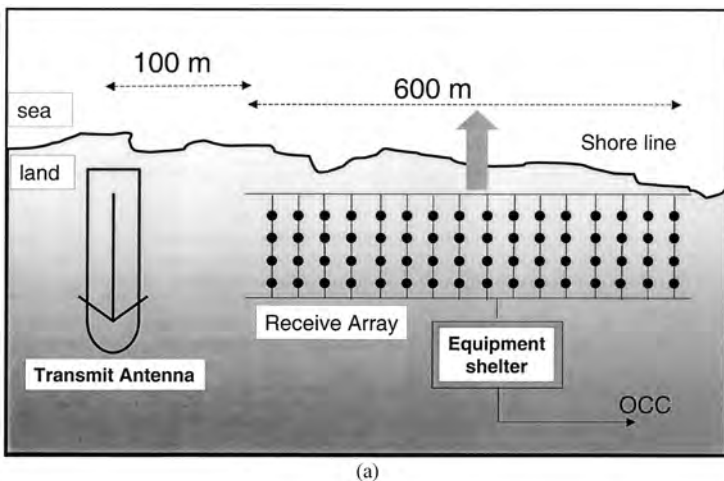 100 m
600 m
sea
Shore line
land
Receive Array
Equipment
shelter
Transmit Antenna
OCC
(a)